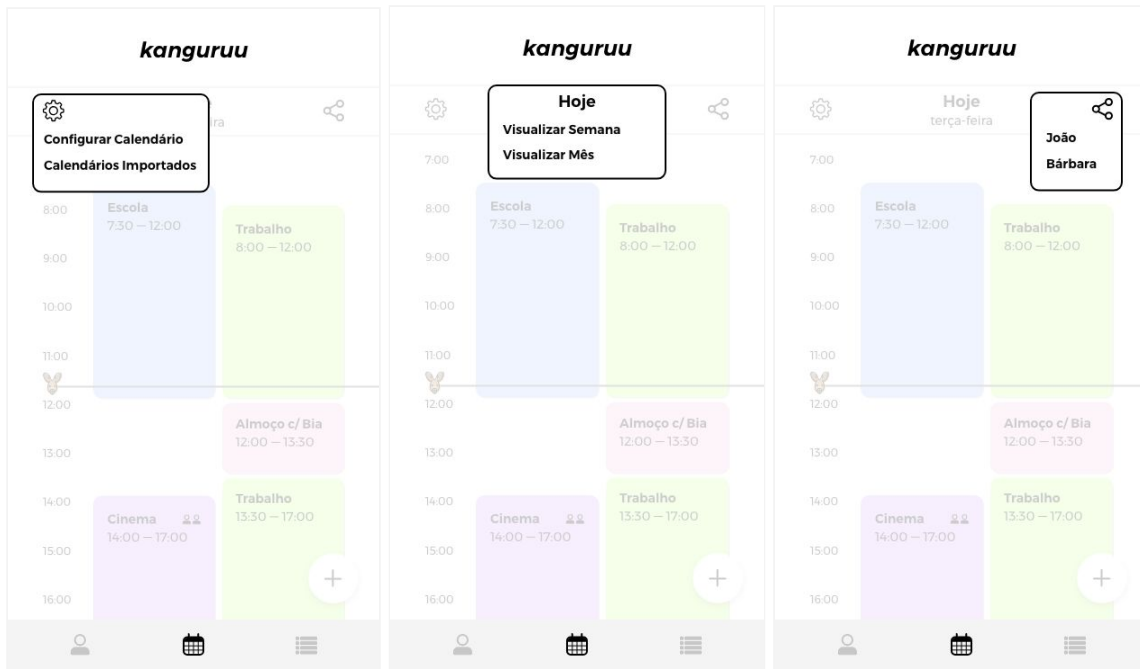 kanguruu
Configurar Calendário
Calendários Importados
ira
8:00
9:00
10:00
11:00
12:00
13:00
14:00
15:00
16:00
Escola
7:30 — 12:00
Trabalho
8:00 — 12:00
Almoço c/ Bia
12:00 — 13:30
Trabalho
13:30 — 17:00
Cinema
14:00 — 17:00
+
kanguruu
Hoje
Visualizar Semana
Visualizar Mês
7:00
8:00
9:00
10:00
11:00
12:00
13:00
14:00
15:00
16:00
Escola
7:30 — 12:00
Trabalho
8:00 — 12:00
Almoço c/ Bia
12:00 — 13:30
Trabalho
13:30 — 17:00
Cinema
14:00 — 17:00
+
kanguruu
Hoje
terça-feira
João
Bárbara
7:00
8:00
9:00
10:00
11:00
12:00
13:00
14:00
15:00
16:00
Escola
7:30 — 12:00
Trabalho
8:00 — 12:00
Almoço c/ Bia
12:00 — 13:30
Trabalho
13:30 — 17:00
Cinema
14:00 — 17:00
+